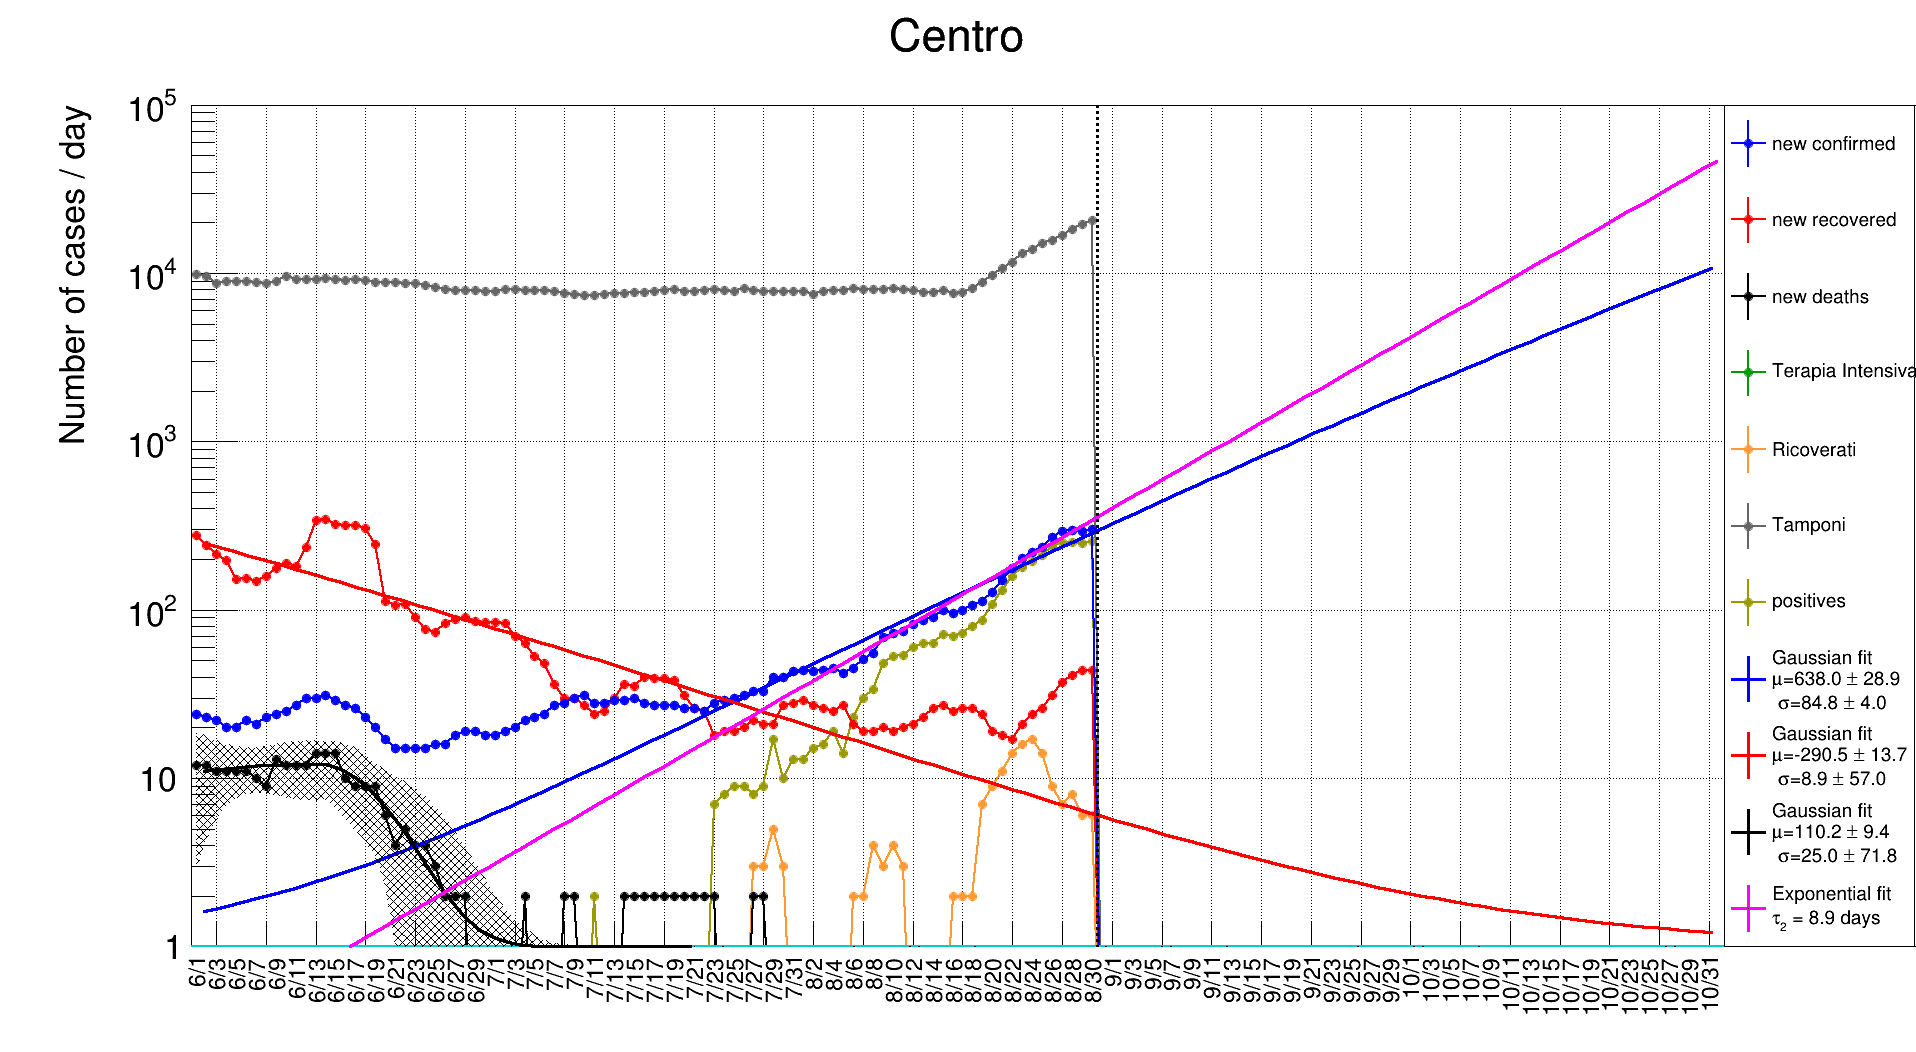 Centro
Number of cases / day
10^5
10^4
10^3
10^2
10
1
6/1 6/3 6/5 6/7 6/9 6/11 6/13 6/15 6/17 6/19 6/21 6/23 6/25 6/27 6/29 7/1 7/3 7/5 7/7 7/9 7/11 7/13 7/15 7/17 7/19 7/21 7/23 7/25 7/27 7/29 7/31 8/2 8/4 8/6 8/8 8/10 8/12 8/14 8/16 8/18 8/20 8/22 8/24 8/26 8/28 8/30 9/1 9/3 9/5 9/7 9/9 9/11 9/13 9/15 9/17 9/19 9/21 9/23 9/25 9/27 9/29 10/1 10/3 10/5 10/7 10/9 10/11 10/13 10/15 10/17 10/19 10/21 10/23 10/25 10/27 10/29 10/31
new confirmed
new recovered
new deaths
Terapia Intensiva
Ricoverati
Tamponi
positives
Gaussian fit
μ=638.0 ± 28.9
σ=84.8 ± 4.0
Gaussian fit
μ=-290.5 ± 13.7
σ=8.9 ± 57.0
Gaussian fit
μ=110.2 ± 9.4
σ=25.0 ± 71.8
Exponential fit
τ₂ = 8.9 days